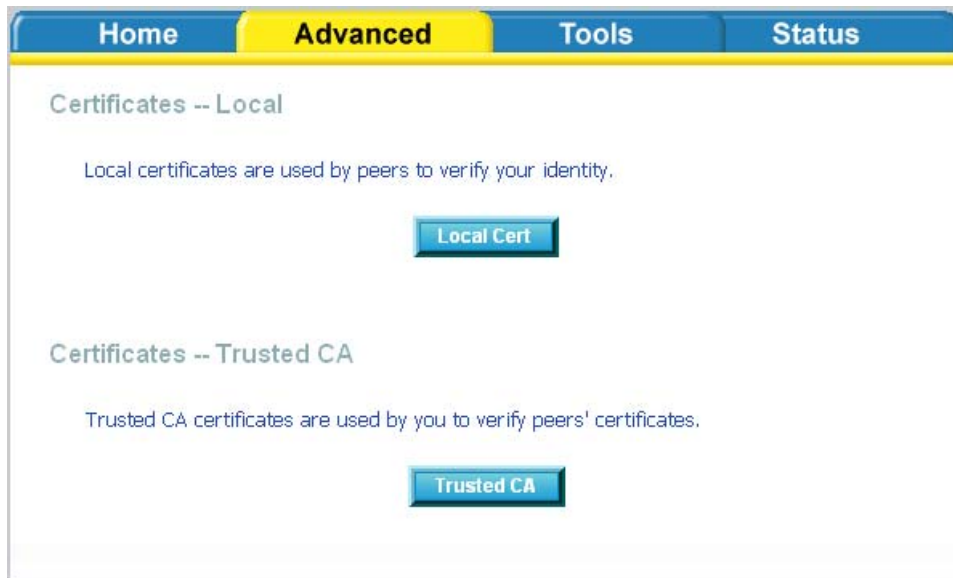 Home Advanced Tools Status
Certificates -- Local
Local certificates are used by peers to verify your identity.
Local Cert
Certificates -- Trusted CA
Trusted CA certificates are used by you to verify peers' certificates.
Trusted CA